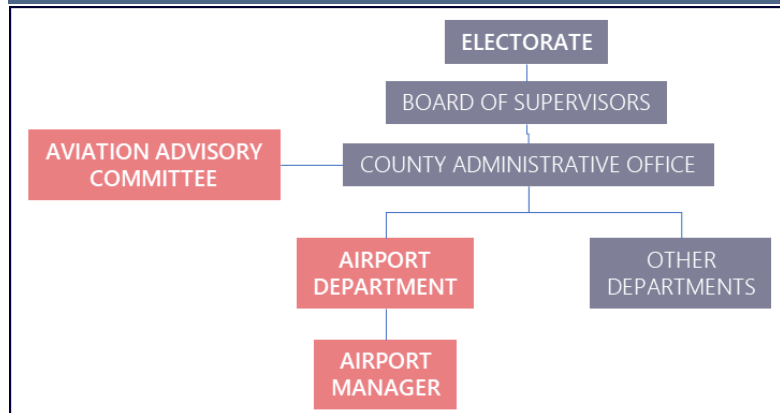 ELECTORATE
BOARD OF SUPERVISORS
AVIATION ADVISORY
COMMITTEE
COUNTY ADMINISTRATIVE OFFICE
AIRPORT
DEPARTMENT
OTHER
DEPARTMENTS
AIRPORT
MANAGER